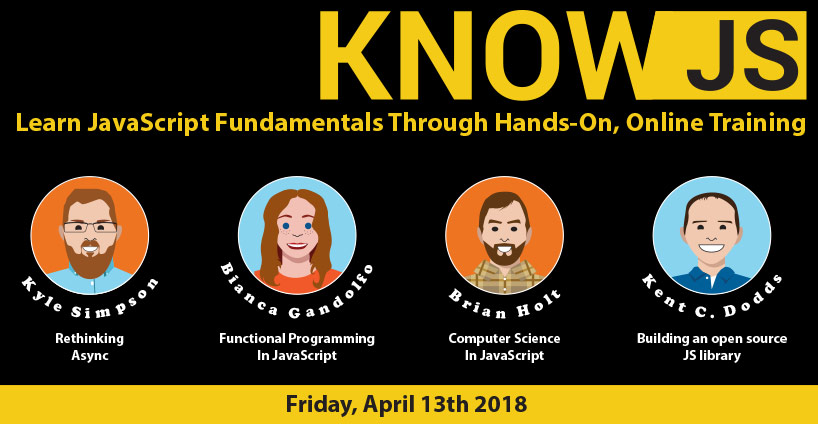 KNOW JS
Learn JavaScript Fundamentals Through Hands-On, Online Training
Kyle Simpson
Rethinking
Async
Bianca Gandolfo
Functional Programming
In JavaScript
Brian Holt
Computer Science
In JavaScript
Kent C. Dodds
Building an open source
JS library
Friday, April 13th 2018